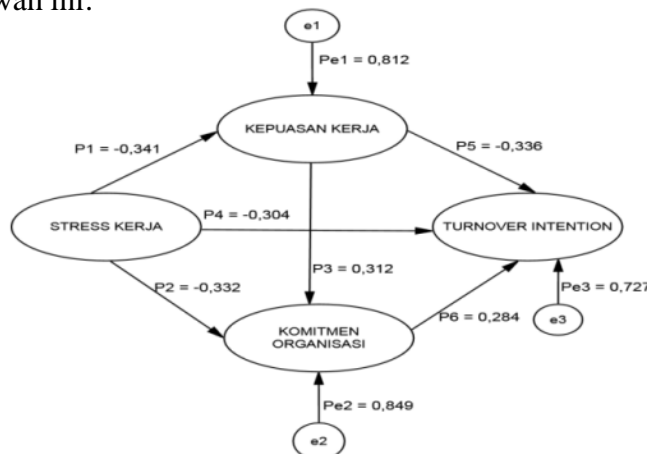 e1
Pe1 = 0,812
KEPUASAN KERJA
P1 = -0,341
P5 = -0,336
P4 = -0,304
STRESS KERJA
TURNOVER INTENTION
P3 = 0,312
P2 = -0,332
Pe3 = 0,727
P6 = 0,284
e3
KOMITMEN
ORGANISASI
Pe2 = 0,849
e2